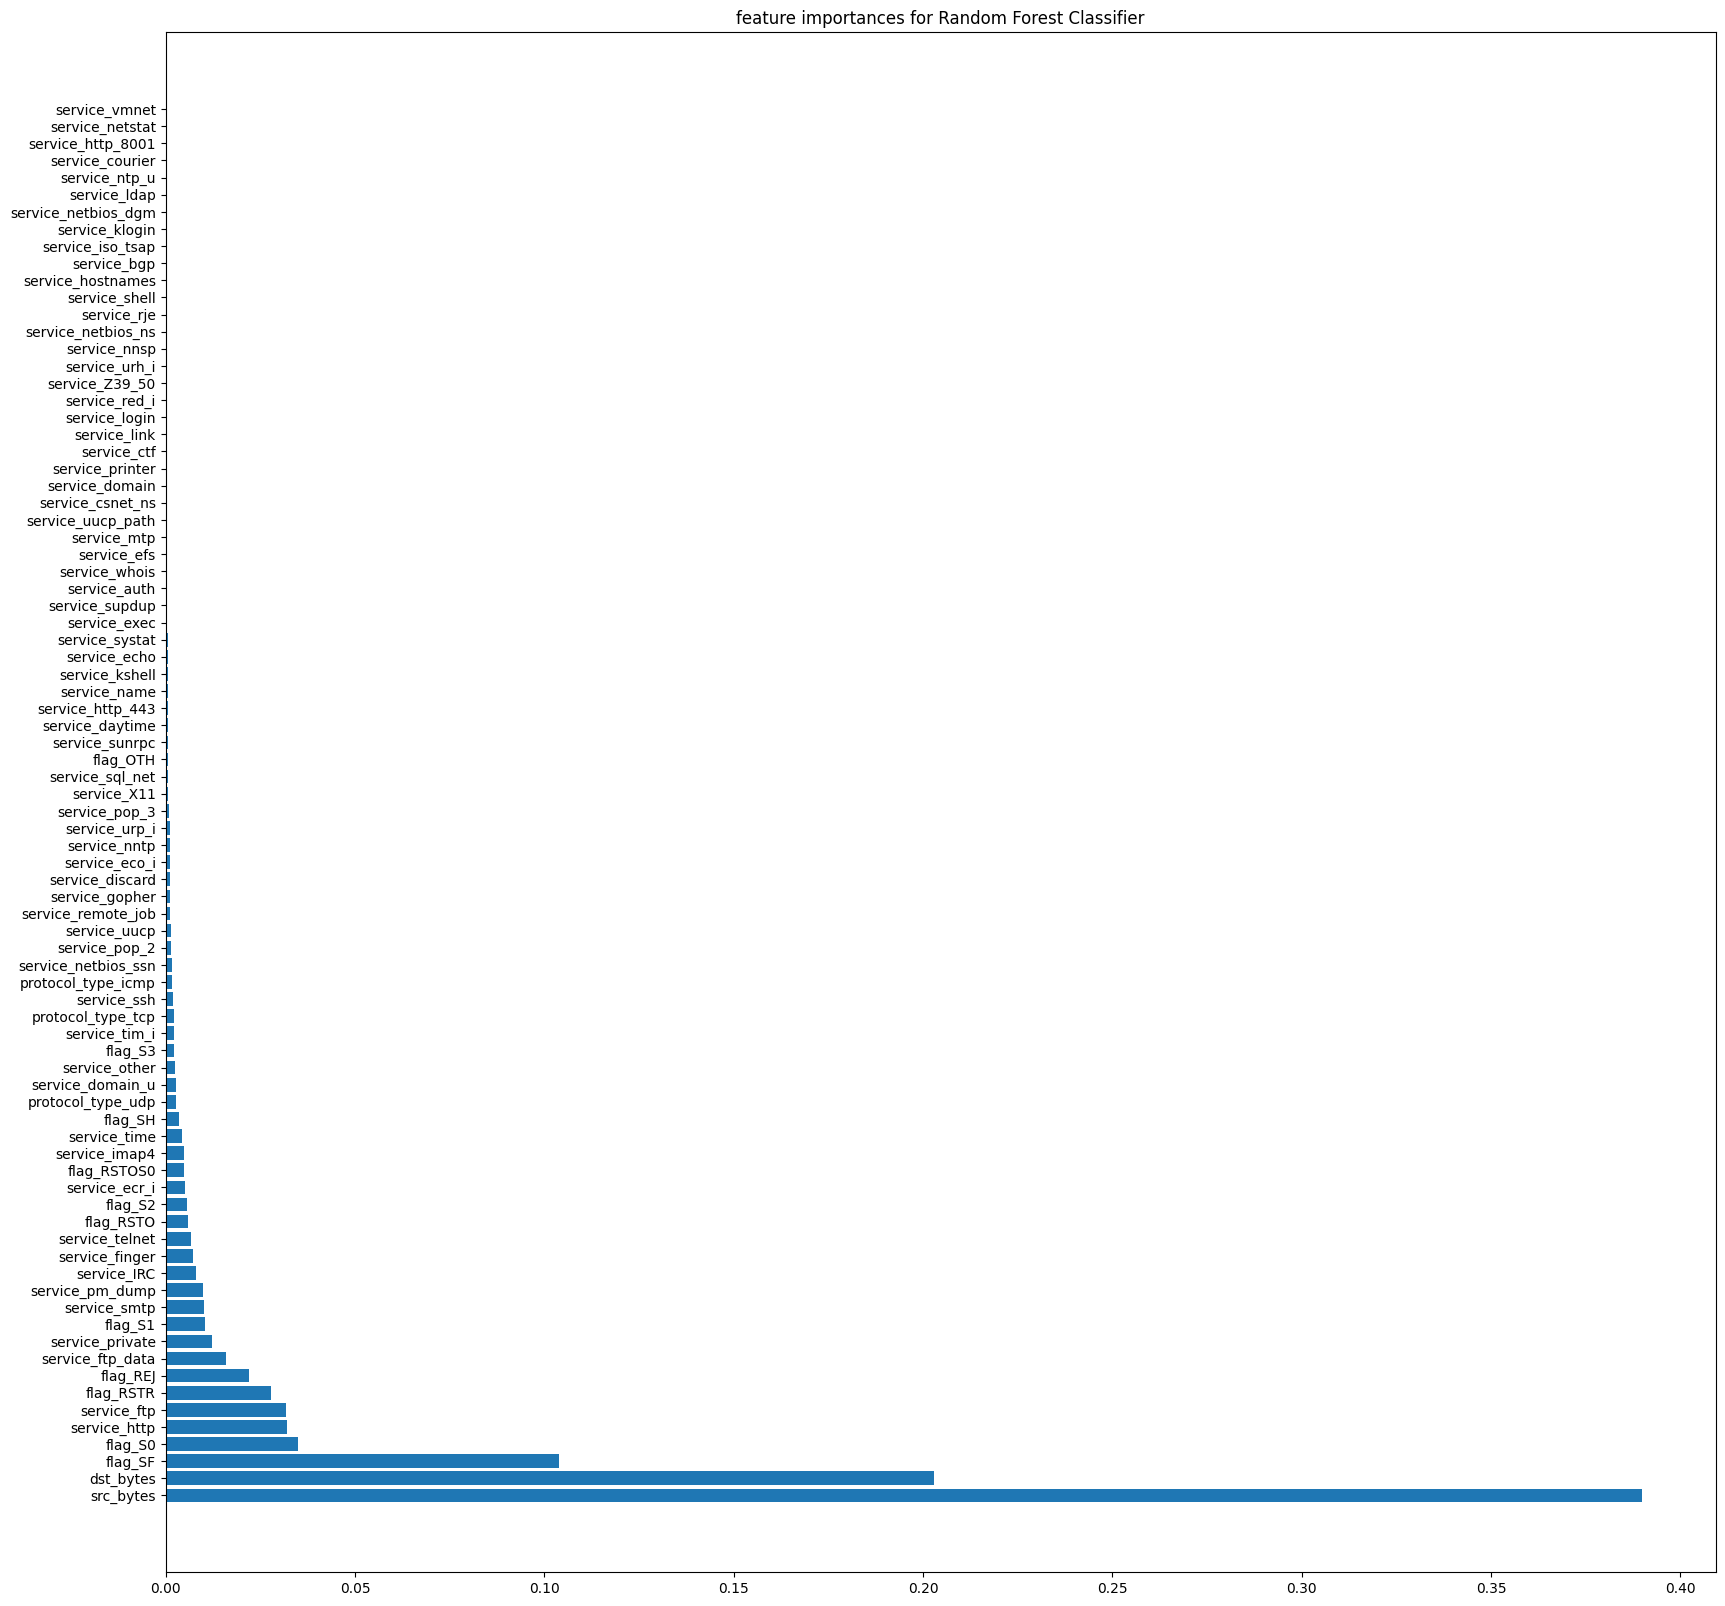 feature importances for Random Forest Classifier
service_vmnet
service_netstat
service_http_8001
service_courier
service_ntp_u
service_ldap
service_netbios_dgm
service_klogin
service_iso_tsap
service_bgp
service_hostnames
service_shell
service_rje
service_netbios_ns
service_nnsp
service_urh_i
service_Z39_50
service_red_i
service_login
service_link
service_ctf
service_printer
service_domain
service_csnet_ns
service_uucp_path
service_mtp
service_efs
service_whois
service_auth
service_supdup
service_exec
service_systat
service_echo
service_kshell
service_name
service_http_443
service_daytime
service_sunrpc
flag_OTH
service_sql_net
service_X11
service_pop_3
service_urp_i
service_nntp
service_eco_i
service_discard
service_gopher
service_remote_job
service_uucp
service_pop_2
service_netbios_ssn
protocol_type_icmp
service_ssh
protocol_type_tcp
service_tim_i
flag_S3
service_other
service_domain_u
protocol_type_udp
flag_SH
service_time
service_imap4
flag_RSTOS0
service_ecr_i
flag_S2
flag_RSTO
service_telnet
service_finger
service_IRC
service_pm_dump
service_smtp
flag_S1
service_private
service_ftp_data
flag_REJ
flag_RSTR
service_ftp
service_http
flag_S0
flag_SF
dst_bytes
src_bytes
0.00 0.05 0.10 0.15 0.20 0.25 0.30 0.35 0.40